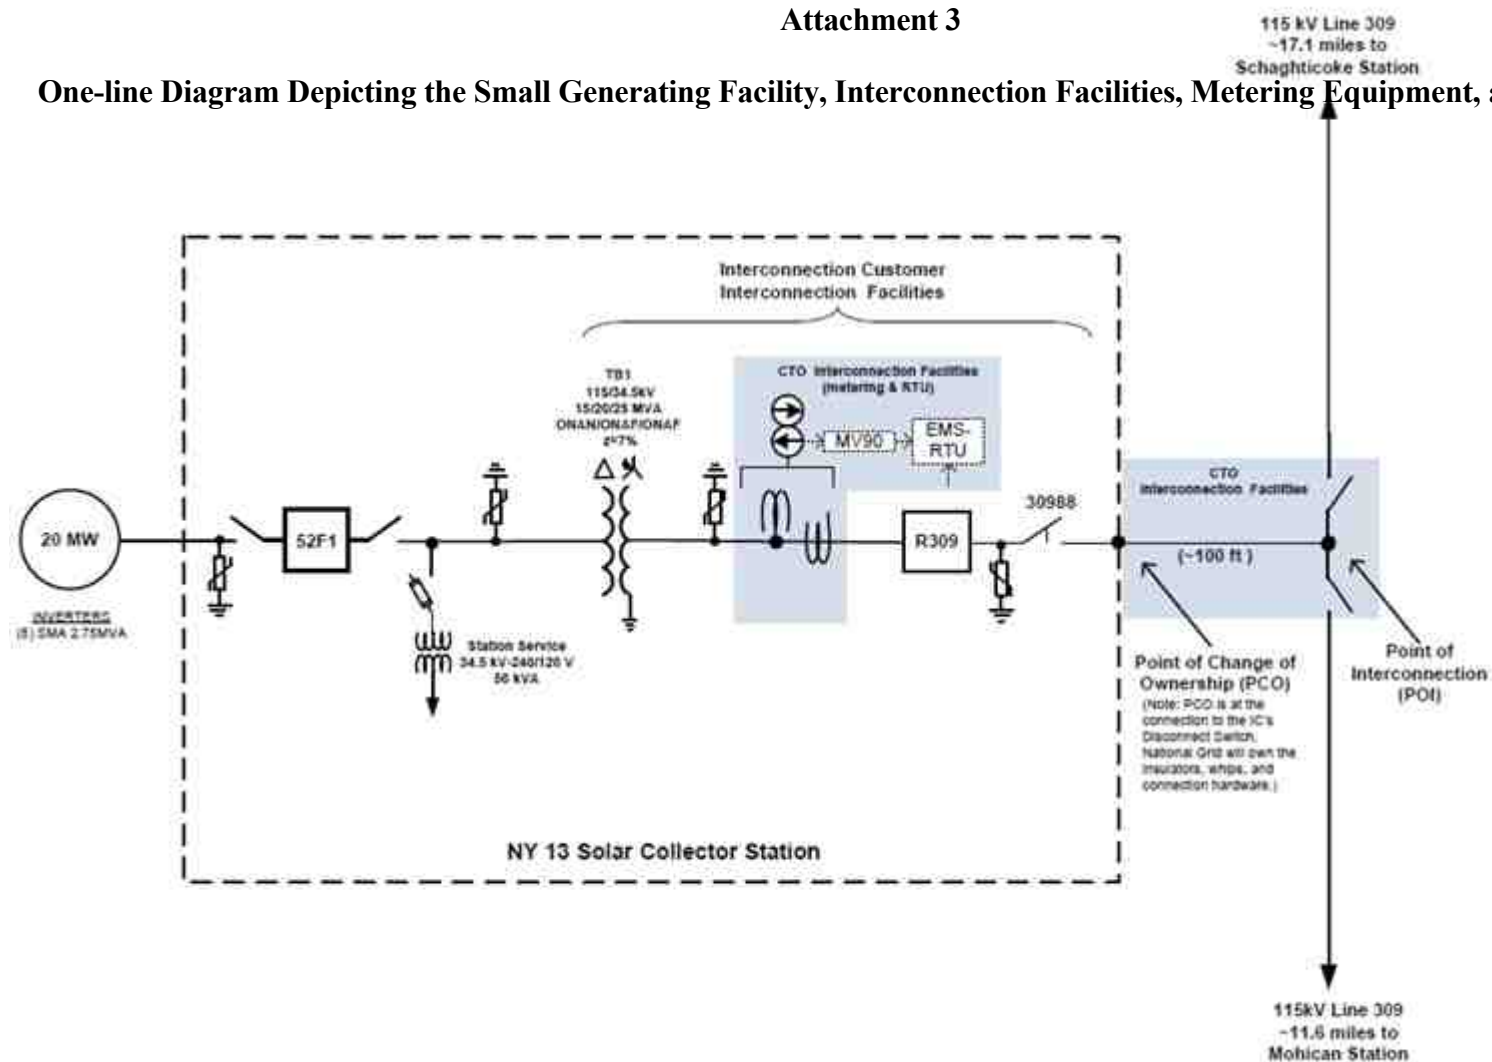 Attachment 3
115 kV Line 309
~17.1 miles to
Schaghticoke Station
One-line Diagram Depicting the Small Generating Facility, Interconnection Facilities, Metering Equipment, a
Interconnection Customer
Interconnection Facilities
TB1
115/34.5kV
15/20/25 MVA
ONAN/ONAF/ONAF
z=7%
CTO Interconnection Facilities
(metering & RTU)
MV90
EMS-
RTU
CTO
Interconnection Facilities
30988
20 MW
52F1
R309
(~100 ft )
INVERTERS
SMA 2.75MVA
Station Service
34.5 kV-240/120 V
56 kVA
Point of Change of
Ownership (PCO)
(Note: PCO is at the
connection to the IC's
Disconnect Switch,
National Grid will own the
insulators, whips, and
connection hardware.)
Point of
Interconnection
(POI)
NY 13 Solar Collector Station
115kV Line 309
~11.6 miles to
Mohican Station